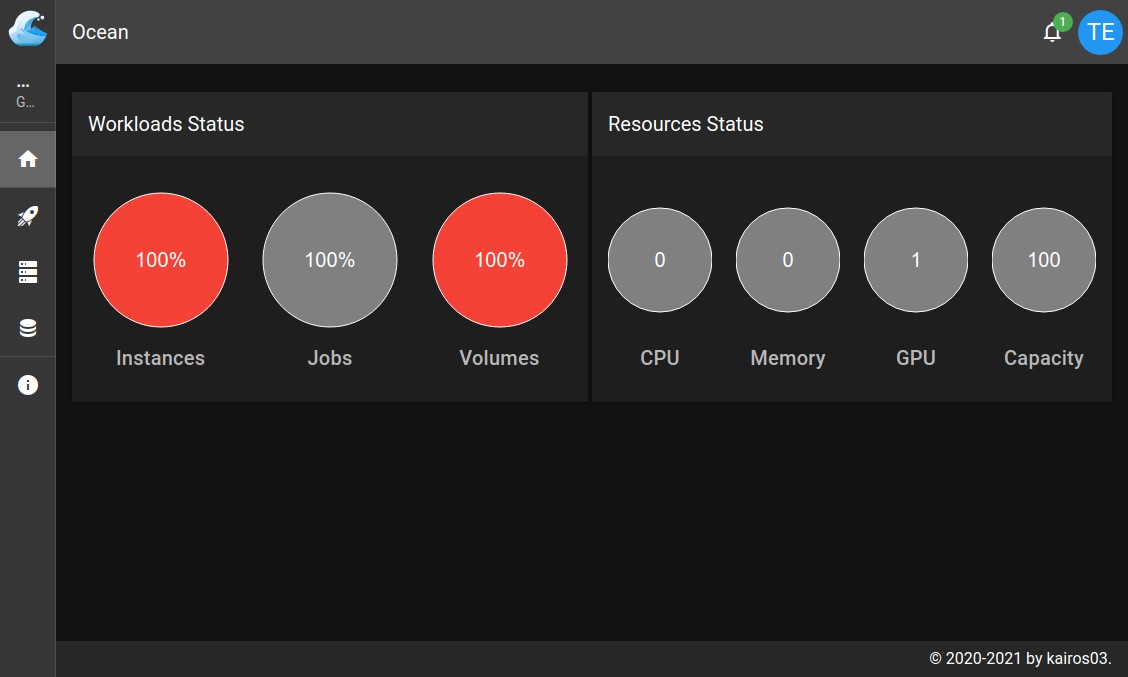 Ocean
1
TE
...
G...
Workloads Status
Resources Status
100%
100%
100%
0
0
1
100
Instances
Jobs
Volumes
CPU
Memory
GPU
Capacity
© 2020-2021 by kairos03.